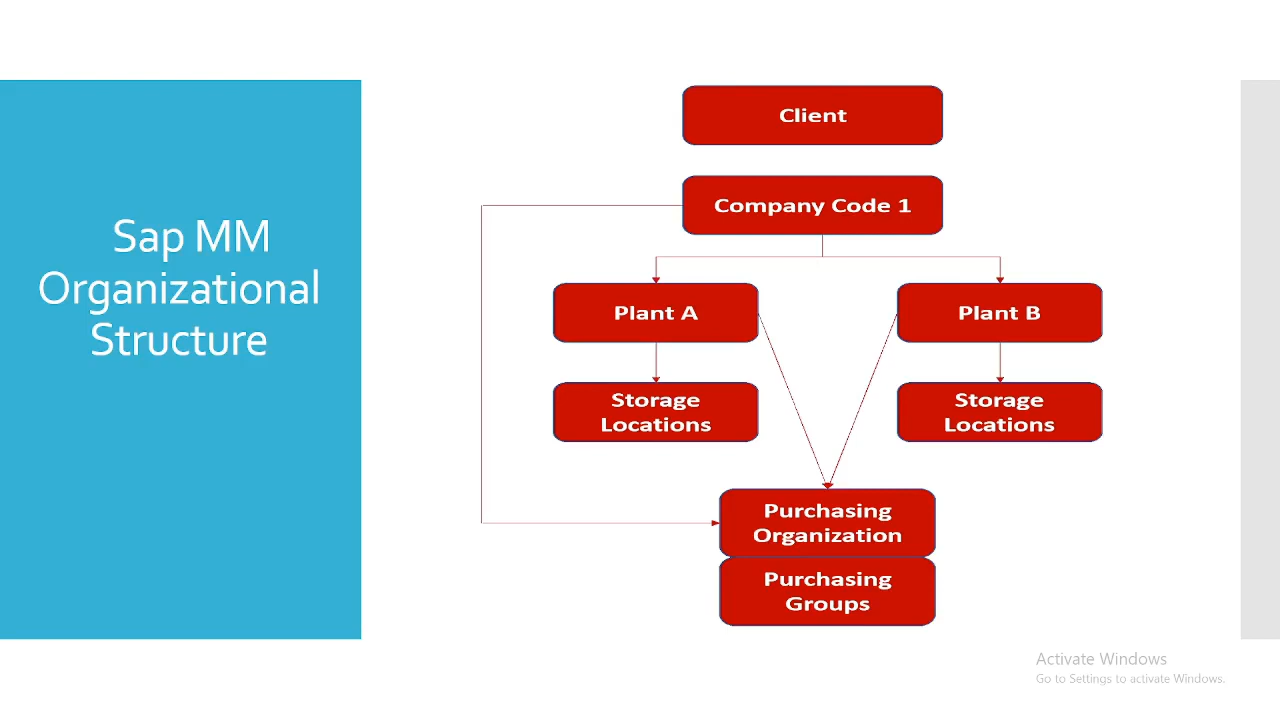 Sap MM
Organizational
Structure
Client
Company Code 1
Plant A
Plant B
Storage
Locations
Storage
Locations
Purchasing
Organization
Purchasing
Groups
Activate Windows
Go to Settings to activate Windows.